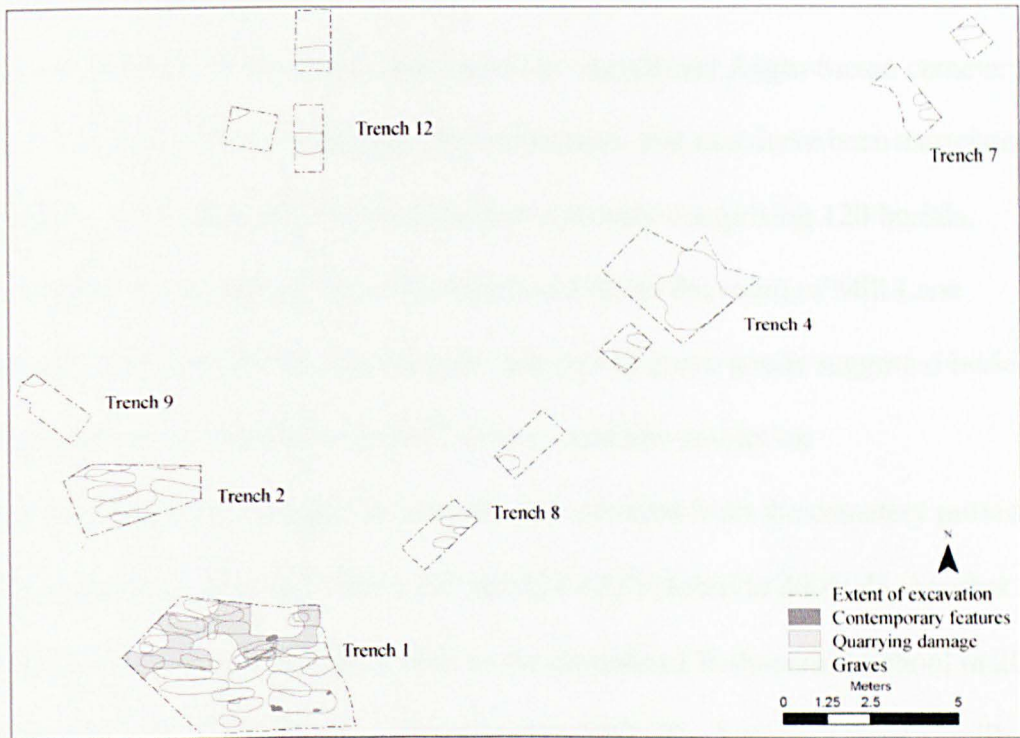 Trench 12
Trench 7
Trench 4
Trench 9
Trench 2
Trench 8
Trench 1
N
Extent of excavation
Contemporary features
Quarrying damage
Graves
Meters
0 1.25 2.5 5